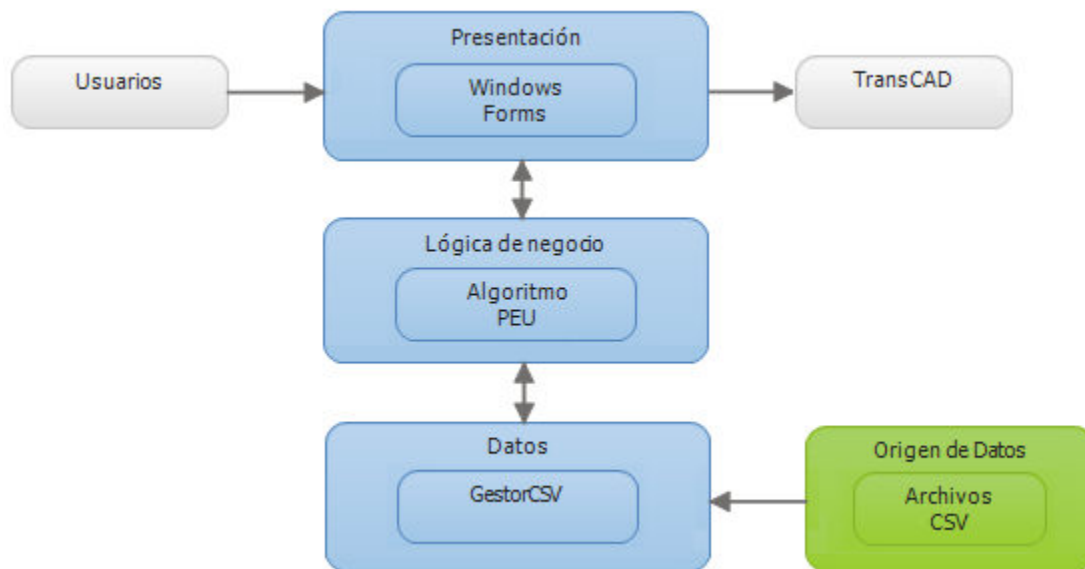 Presentación
Usuarios
Windows
Forms
TransCAD
Lógica de negocio
Algoritmo
PEU
Datos
GestorCSV
Origen de Datos
Archivos
CSV